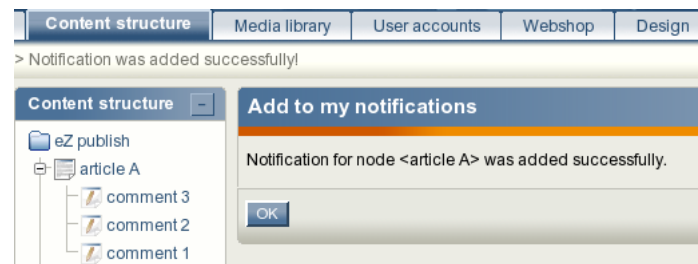 Content structure Media library User accounts Webshop Design
> Notification was added successfully!
Content structure -
Add to my notifications
eZ publish
article A
comment 3
comment 2
comment 1
Notification for node <article A> was added successfully.
OK